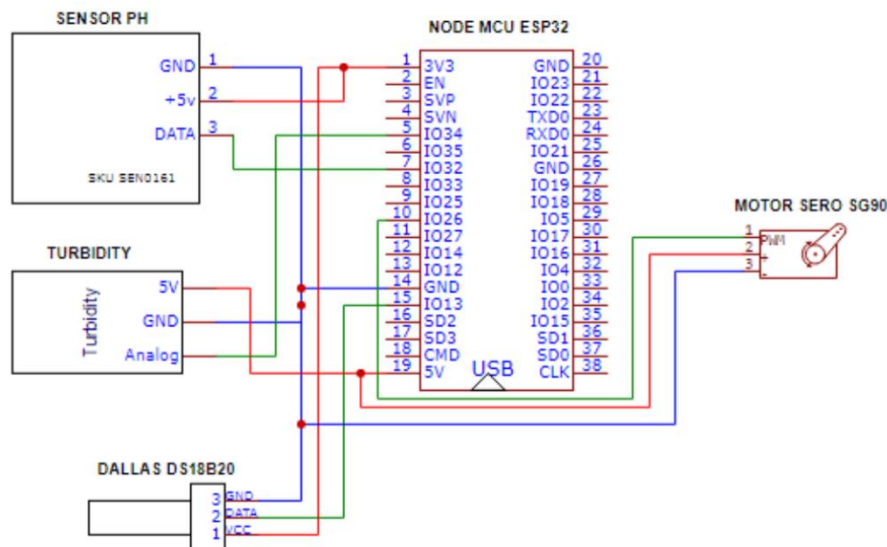 SENSOR PH
GND 1
+5v 2
DATA 3
SKU SEN0161
TURBIDITY
Turbidity
5V
GND
Analog
DALLAS DS18B20
3 GND
2 DATA
1 VCC
NODE MCU ESP32
1 3V3
2 EN
3 SVP
4 SVN
5 IO34
6 IO35
7 IO32
8 IO33
9 IO25
10 IO26
11 IO27
12 IO14
13 IO12
14 GND
15 IO13
16 SD2
17 SD3
18 CMD
19 5V
USB
GND 20
IO23 21
IO22 22
TXD0 23
RXD0 24
IO21 25
GND 26
IO19 27
IO18 28
IO5 29
IO17 30
IO16 31
IO4 32
IO0 33
IO2 34
IO15 35
SD1 36
SD0 37
CLK 38
MOTOR SERO SG90
1 PWM
2 +
3 -